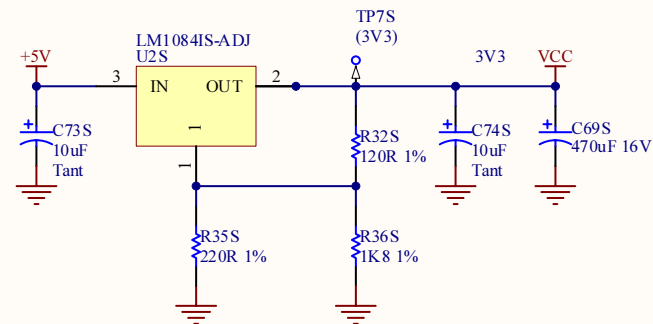 TP7S
(3V3)
LM1084IS-ADJ
U2S
+5V
3V3
VCC
3
IN
OUT
2
1
1
C73S
10uF
Tant
R32S
120R 1%
C74S
10uF
Tant
C69S
470uF 16V
R35S
220R 1%
R36S
1K8 1%